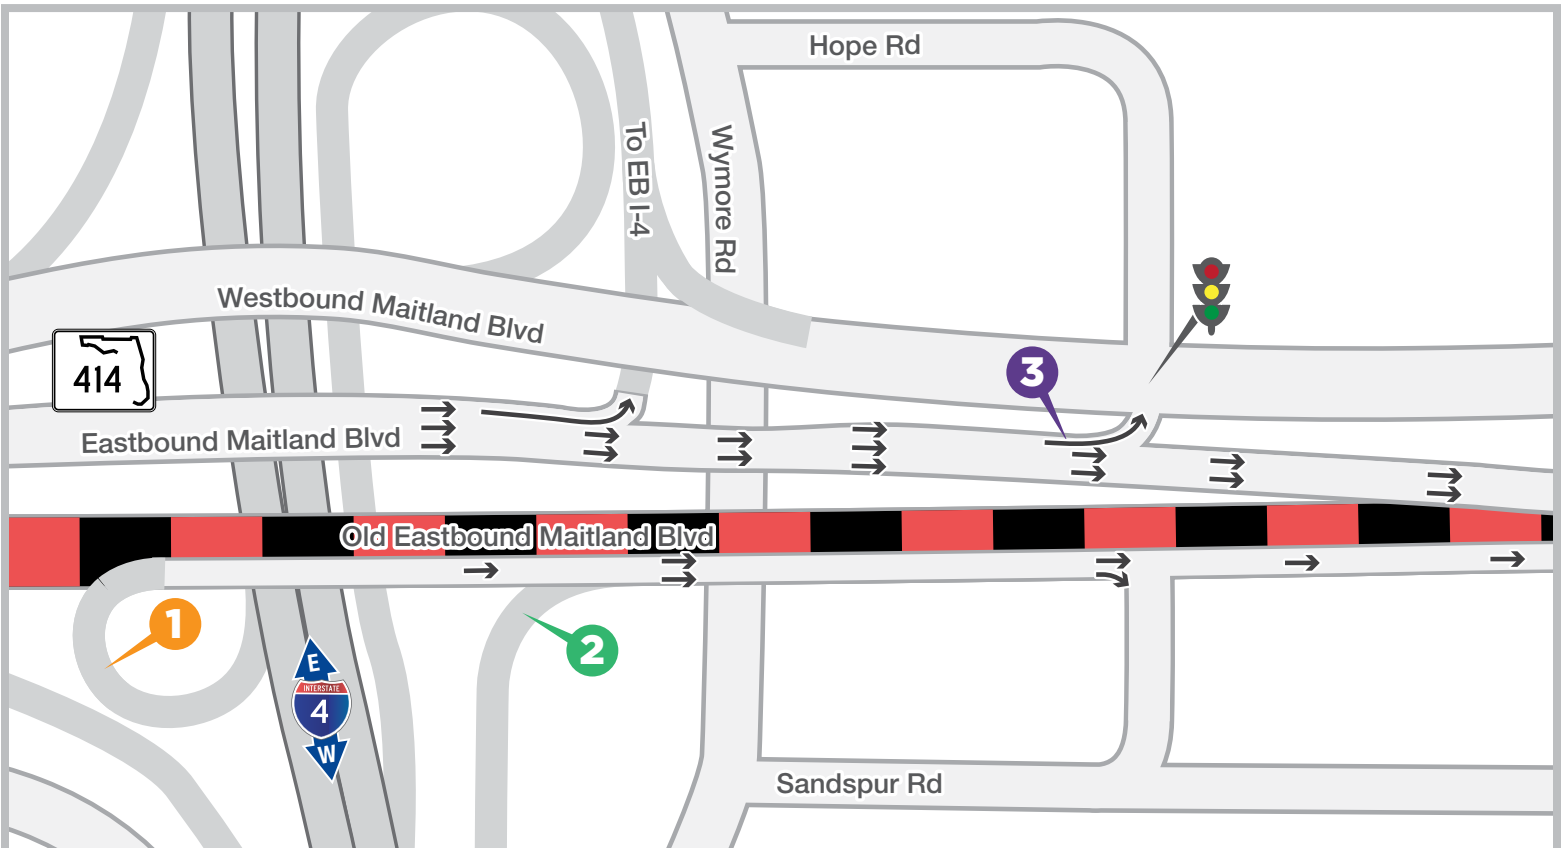 Hope Rd
To EB I-4
Wymore Rd
Westbound Maitland Blvd
414
3
Eastbound Maitland Blvd
Old Eastbound Maitland Blvd
1
2
E
INTERSTATE
4
W
Sandspur Rd